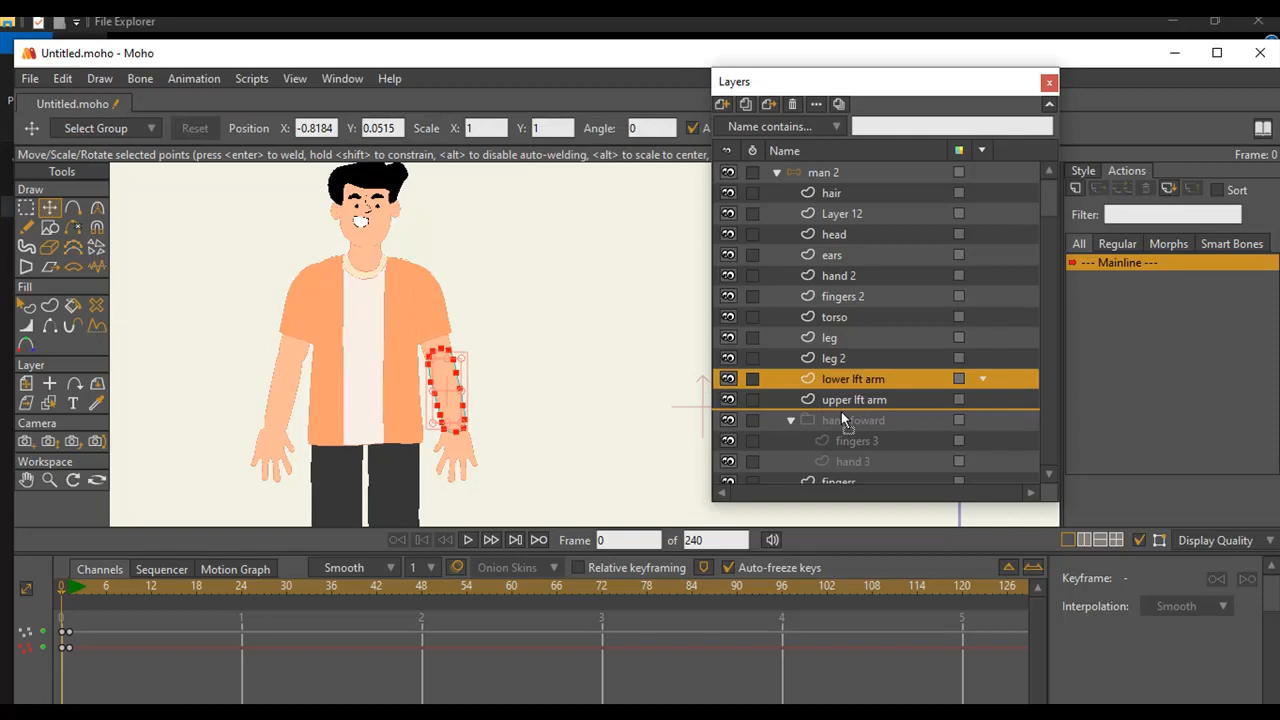 File Explorer
Untitled.moho - Moho
File Edit Draw Bone Animation Scripts View Window Help
Untitled.moho
Select Group Reset Position X: -0.8184 Y: 0.0515 Scale X: 1 Y: 1 Angle: 0 A
Move/Scale/Rotate selected points (press <enter> to weld, hold <shift> to constrain, <alt> to disable auto-welding, <alt> to scale to center,
Frame: 0
Tools
Draw
Fill
Layer
Camera
Workspace
Layers
Name contains...
Name
man 2
hair
Layer 12
head
ears
hand 2
fingers 2
torso
leg
leg 2
lower lft arm
upper lft arm
fingers 3
hand 3
fingers
Style Actions
Sort
Filter:
All Regular Morphs Smart Bones
--- Mainline ---
Frame 0 of 240
Display Quality
Channels Sequencer Motion Graph Smooth 1 Onion Skins Relative keyframing Auto-freeze keys
0 6 12 18 24 30 36 42 48 54 60 66 72 78 84 90 96 102 108 114 120 126
0 1 2 3 4 5
Keyframe: -
Interpolation: Smooth